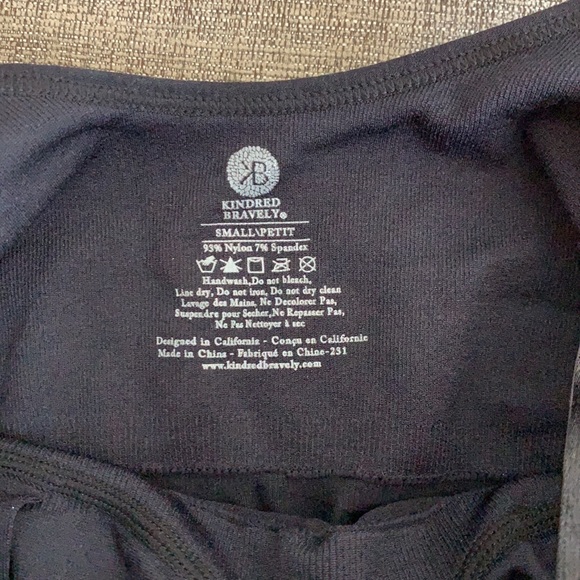 KB
KINDRED
BRAVELY®
SMALL\PETIT
93% Nylon 7% Spandex
Handwash,Do not bleach,
Line dry, Do not iron, Do not dry clean
Lavage des Mains, Ne Decolorer Pas,
Suspendre pour Secher,Ne Repasser Pas,
Ne Pas Nettoyer à sec
Designed in California - Conçu en Californie
Made in China - Fabriqué en Chine-231
www.kindredbravely.com